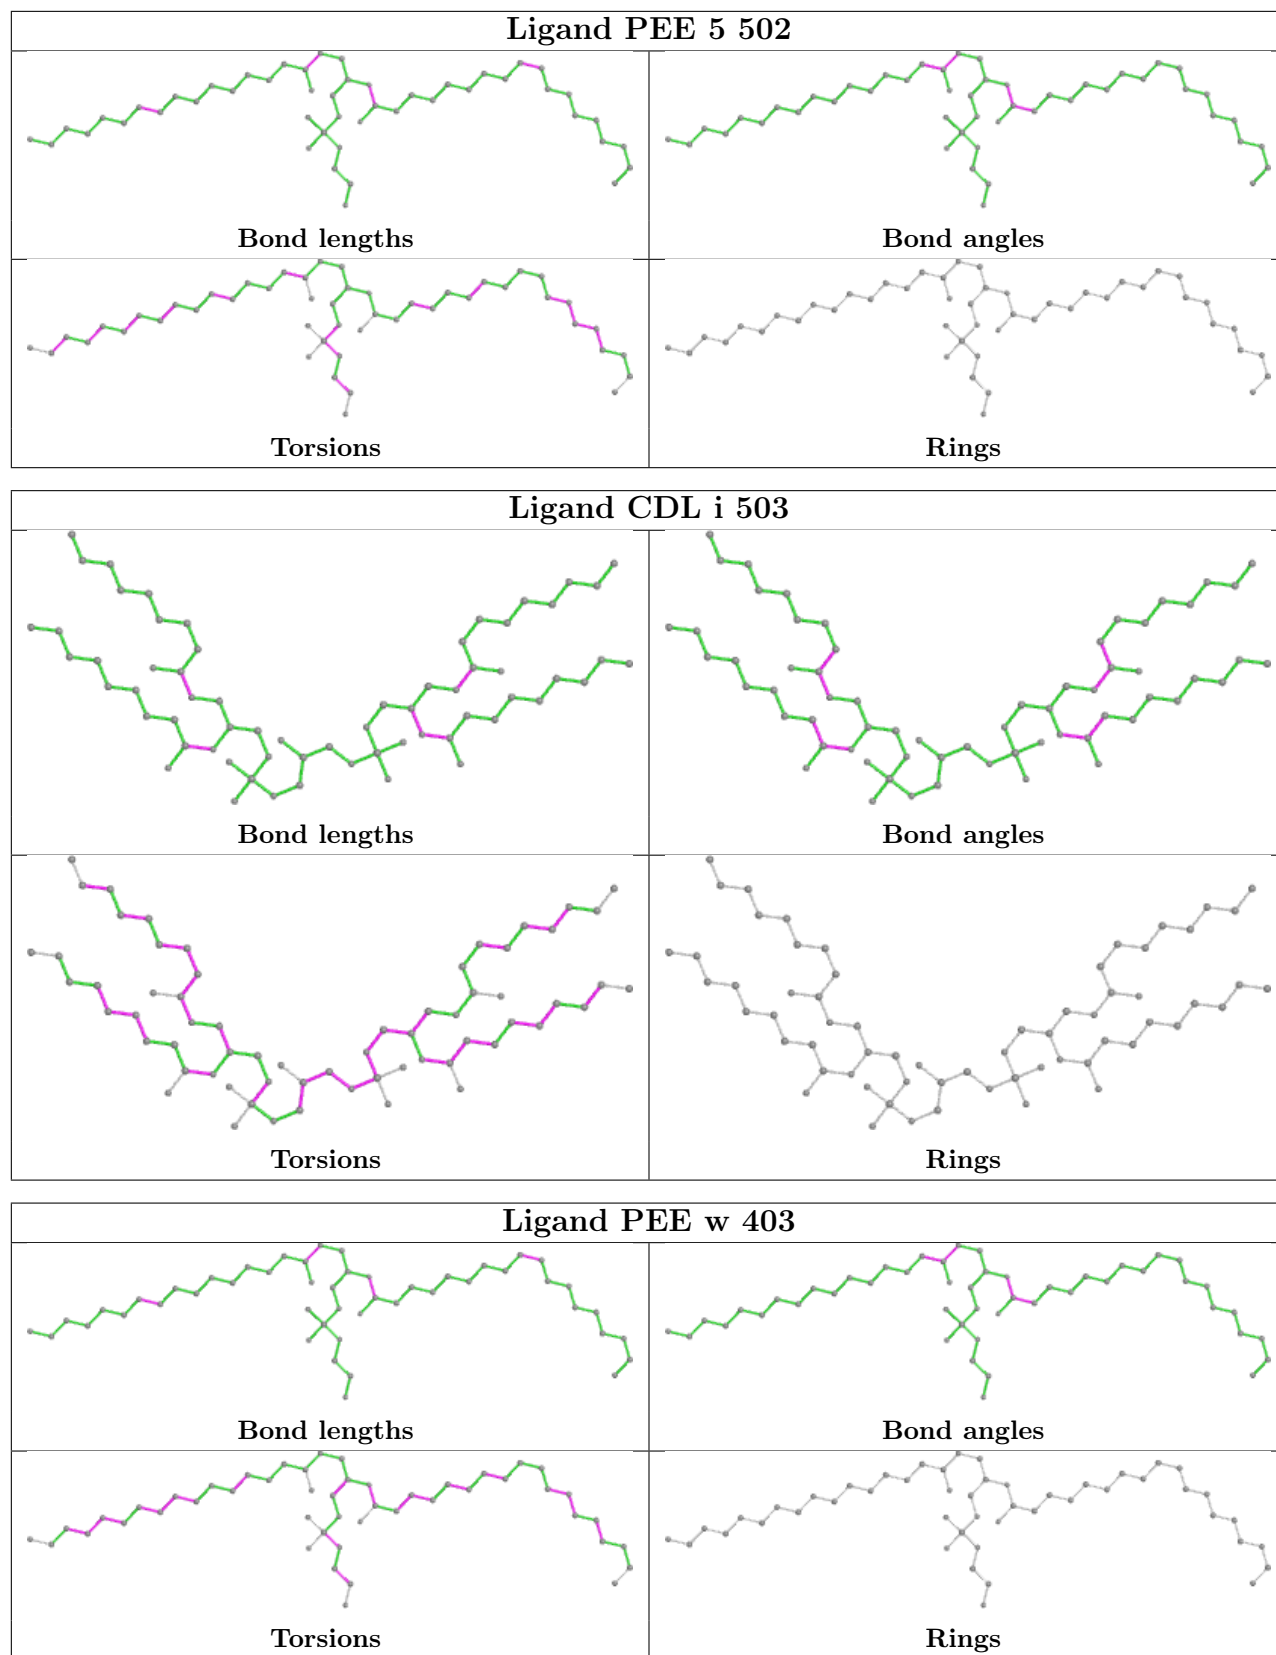 Ligand PEE 5 502
Bond lengths
Bond angles
Torsions
Rings
Ligand CDL i 503
Bond lengths
Bond angles
Torsions
Rings
Ligand PEE w 403
Bond lengths
Bond angles
Torsions
Rings